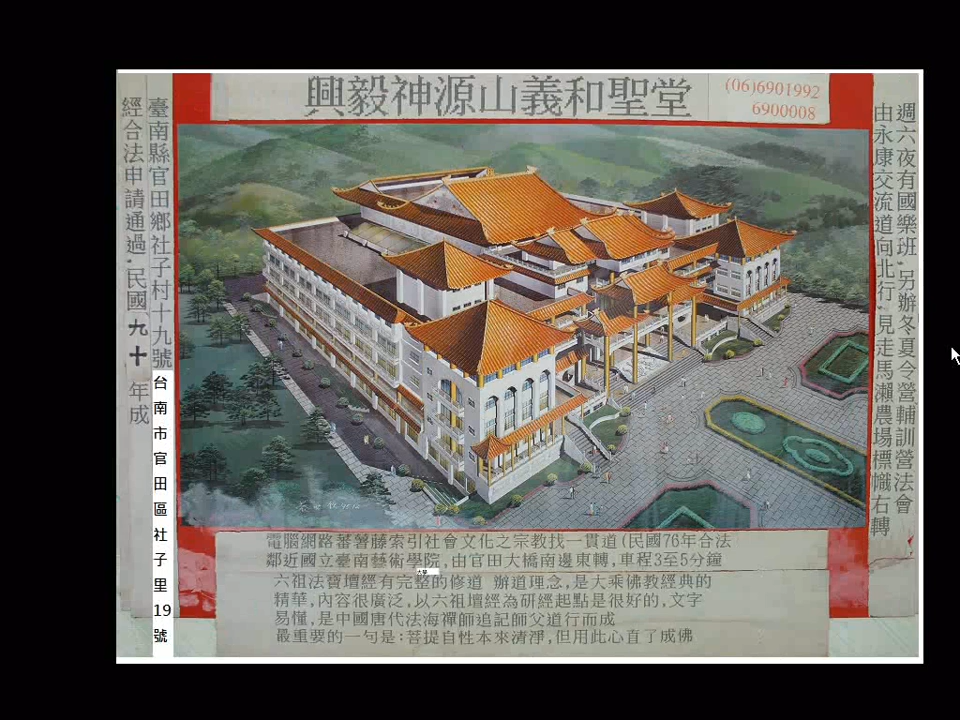 興毅神源山義和聖堂
(06)6901992
6900008
週六夜有國樂班,另辦冬夏令營輔訓營法會
由永康交流道向北行,見走馬瀨農場標幟右轉
臺南縣官田鄉社子村十九號
台南市官田區社子里19號
經合法申請通過,民國九十年成
電腦網路蕃薯藤索引社會文化之宗教找一貫道(民國76年合法
鄰近國立臺南藝術學院,由官田大橋南邊東轉,車程3至5分鐘
六祖法寶壇經有完整的修道 辦道理念,是大乘佛教經典的
精華,內容很廣泛,以六祖壇經為研經起點是很好的,文字
易懂,是中國唐代法海禪師追記師父道行而成
最重要的一句是:菩提自性本來清淨,但用此心直了成佛